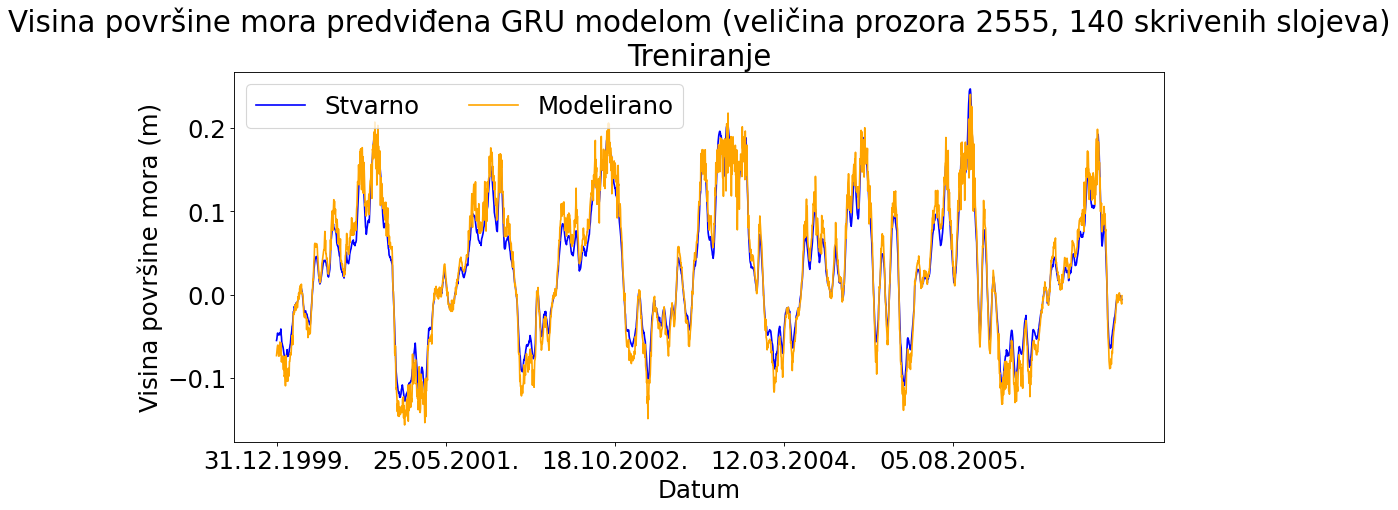 Visina površine mora predviđena GRU modelom (veličina prozora 2555, 140 skrivenih slojeva)
Treniranje
Stvarno
Modelirano
Visina površine mora (m)
0.2
0.1
0.0
−0.1
31.12.1999.
25.05.2001.
18.10.2002.
12.03.2004.
05.08.2005.
Datum